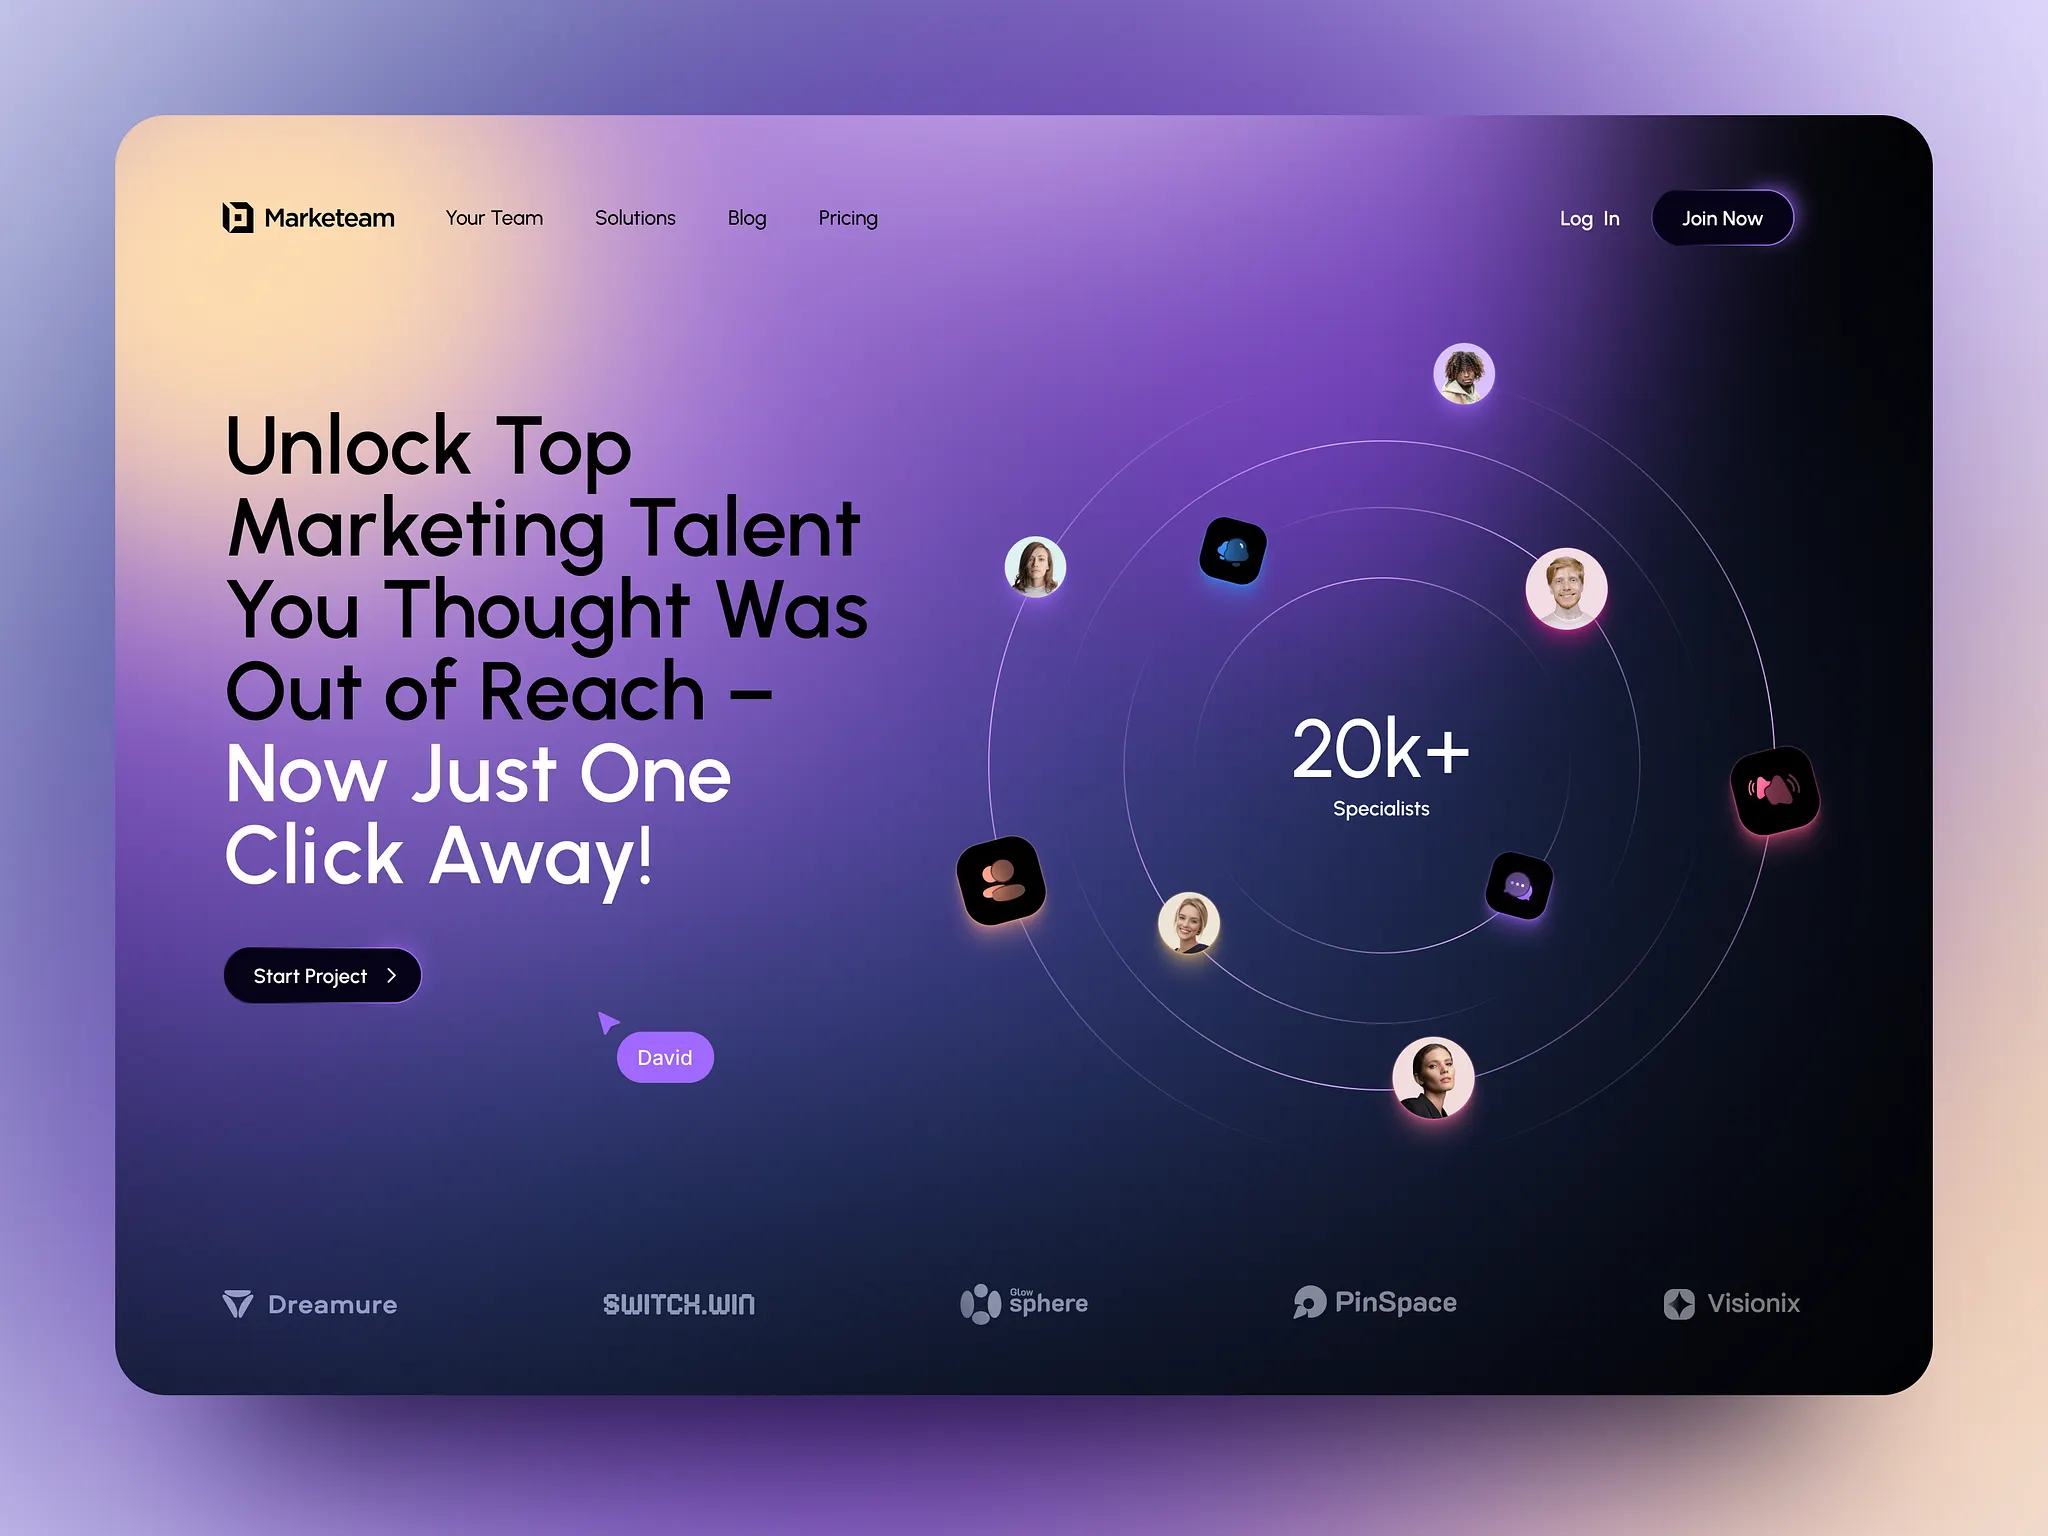 Marketeam
Your Team
Solutions
Blog
Pricing
Log In
Join Now
Unlock Top
Marketing Talent
You Thought Was
Out of Reach –
Now Just One
Click Away!
Start Project
David
20k+
Specialists
Dreamure
SWITCH.WIN
Glow
sphere
PinSpace
Visionix